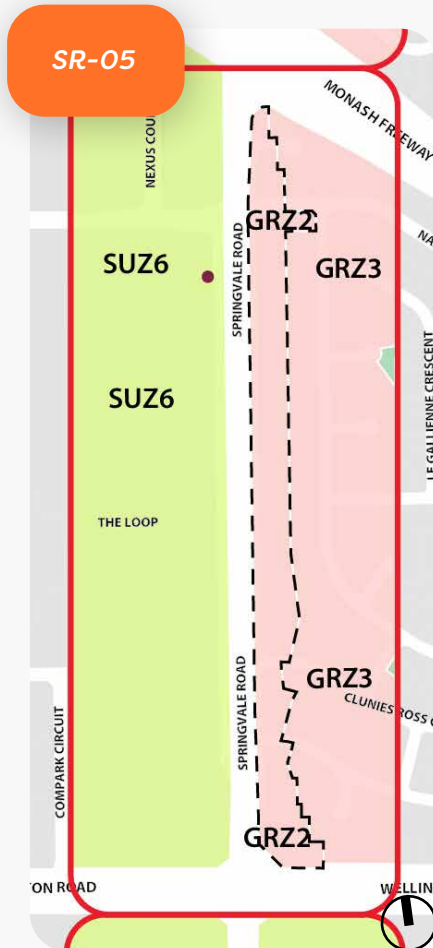 SR-05
MONASH FREEWAY
NEXUS COU
GRZ2
SPRINGVALE ROAD
NA
SUZ6
GRZ3
SUZ6
LE GALLIENNE CRESCENT
THE LOOP
SPRINGVALE ROAD
GRZ3
CLUNIES ROSS C
COMPARK CIRCUIT
GRZ2
TON ROAD
WELLIN